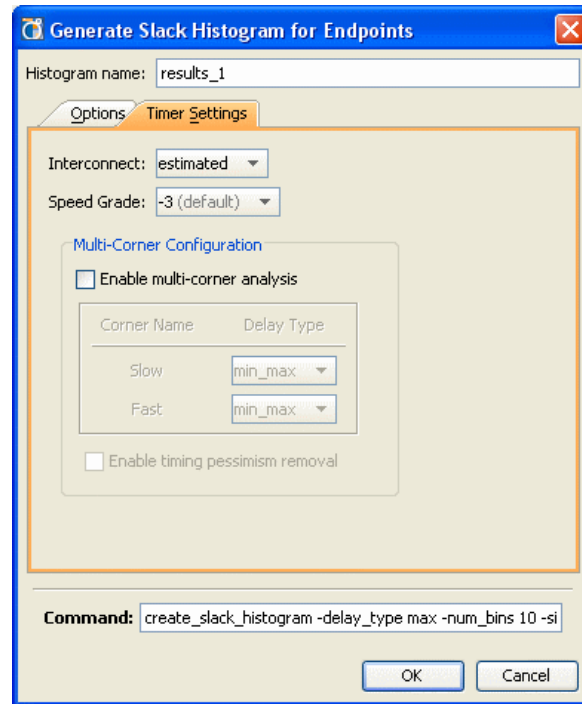 Generate Slack Histogram for Endpoints
Histogram name: results_1
Options Timer Settings
Interconnect: estimated
Speed Grade: -3 (default)
Multi-Corner Configuration
Enable multi-corner analysis
Corner Name Delay Type
Slow min_max
Fast min_max
Enable timing pessimism removal
Command: create_slack_histogram -delay_type max -num_bins 10 -si
OK Cancel